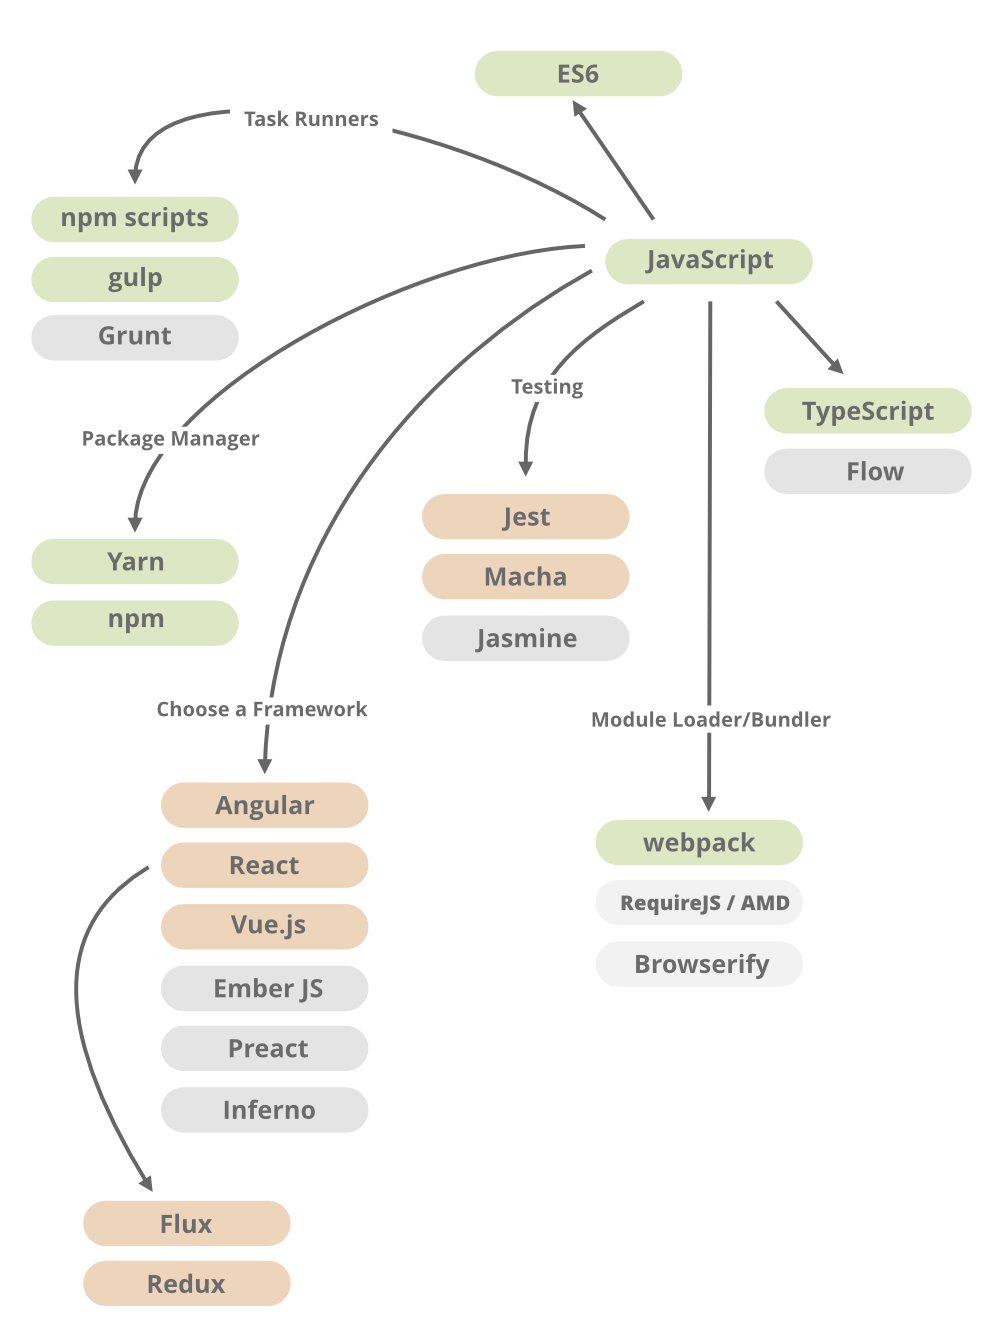 ES6
Task Runners
npm scripts
gulp
Grunt
JavaScript
Testing
TypeScript
Flow
Package Manager
Yarn
npm
Jest
Macha
Jasmine
Choose a Framework
Module Loader/Bundler
Angular
React
Vue.js
Ember JS
Preact
Inferno
webpack
RequireJS / AMD
Browserify
Flux
Redux